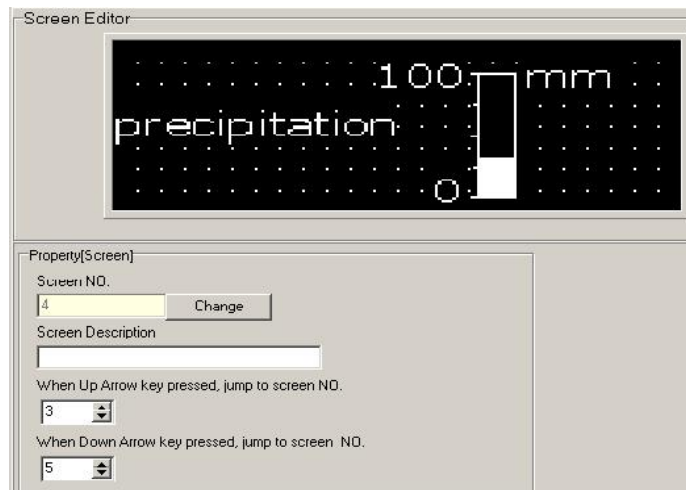 Screen Editor
100 mm
precipitation
0
Property[Screen]
Screen NO.
4 Change
Screen Description
When Up Arrow key pressed, jump to screen NO.
3
When Down Arrow key pressed, jump to screen NO.
5